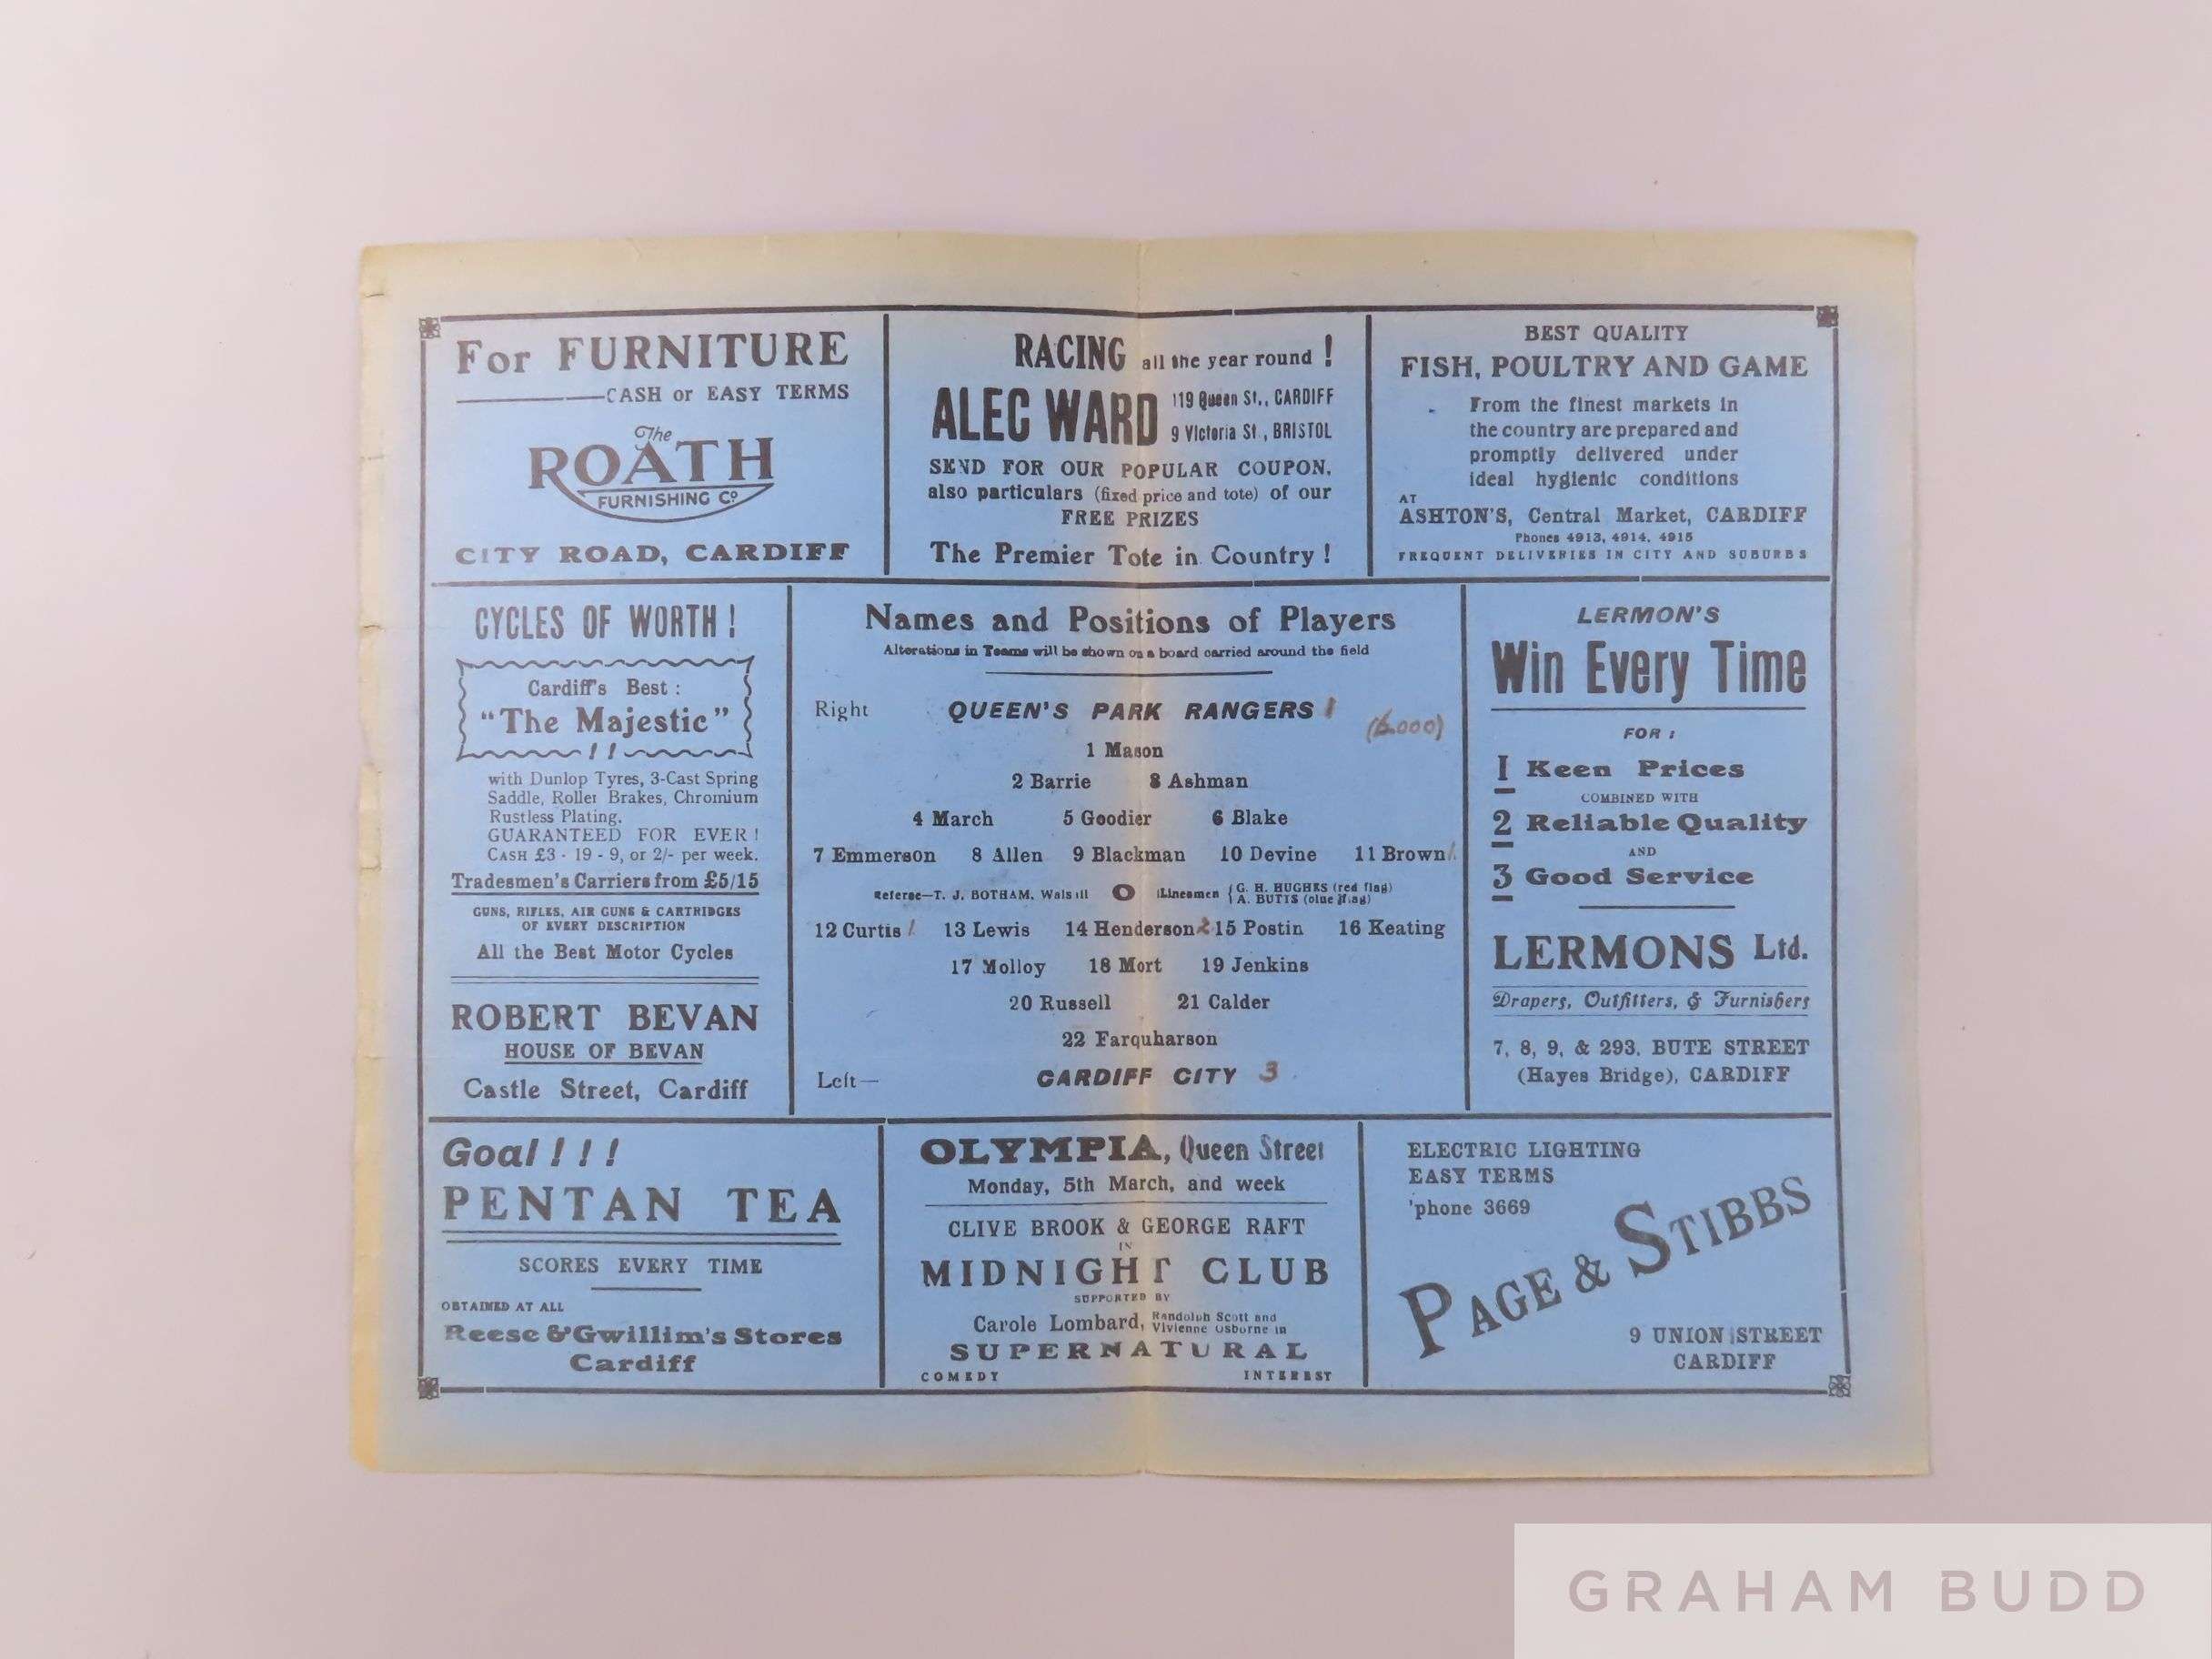 For FURNITURE
CASH or EASY TERMS
The
ROATH
FURNISHING Co.
CITY ROAD, CARDIFF
RACING all the year round !
ALEC WARD
119 Queen St., CARDIFF
9 Victoria St., BRISTOL
SEND FOR OUR POPULAR COUPON.
also particulars (fixed price and tote) of our
FREE PRIZES
The Premier Tote in Country !
BEST QUALITY
FISH, POULTRY AND GAME
From the finest markets in
the country are prepared and
promptly delivered under
ideal hygienic conditions
AT
ASHTON'S, Central Market, CARDIFF
Phones 4913, 4914, 4915
FREQUENT DELIVERIES IN CITY AND SUBURBS
CYCLES OF WORTH !
Cardiff's Best :
"The Majestic"
! !
with Dunlop Tyres, 3-Cast Spring
Saddle, Roller Brakes, Chromium
Rustless Plating.
GUARANTEED FOR EVER !
CASH £3 - 19 - 9, or 2/- per week.
Tradesmen's Carriers from £5/15
GUNS, RIFLES, AIR GUNS & CARTRIDGES
OF EVERY DESCRIPTION
All the Best Motor Cycles
ROBERT BEVAN
HOUSE OF BEVAN
Castle Street, Cardiff
Names and Positions of Players
Alterations in Teams will be shown on a board carried around the field
Right QUEEN'S PARK RANGERS 1
(6.000)
1 Mason
2 Barrie 3 Ashman
4 March 5 Goodier 6 Blake
7 Emmerson 8 Allen 9 Blackman 10 Devine 11 Brown 1
Referee—T. J. BOTHAM, Walsall O Linesmen { G. H. HUGHES (red flag)
A. BUTTS (blue flag)
12 Curtis 1 13 Lewis 14 Henderson 2 15 Postin 16 Keating
17 Molloy 18 Mort 19 Jenkins
20 Russell 21 Calder
22 Farquharson
Left — CARDIFF CITY 3
LERMON'S
Win Every Time
FOR :
1 Keen Prices
COMBINED WITH
2 Reliable Quality
AND
3 Good Service
LERMONS Ltd.
Drapers, Outfitters, & Furnishers
7, 8, 9, & 293, BUTE STREET
(Hayes Bridge), CARDIFF
Goal ! ! !
PENTAN TEA
SCORES EVERY TIME
OBTAINED AT ALL
Reese & Gwillim's Stores
Cardiff
OLYMPIA, Queen Street
Monday, 5th March, and week
CLIVE BROOK & GEORGE RAFT
IN
MIDNIGHT CLUB
SUPPORTED BY
Carole Lombard, Randolph Scott and
Vivienne Osborne in
SUPERNATURAL
COMEDY INTEREST
ELECTRIC LIGHTING
EASY TERMS
'phone 3669
PAGE & STIBBS
9 UNION STREET
CARDIFF
GRAHAM BUDD